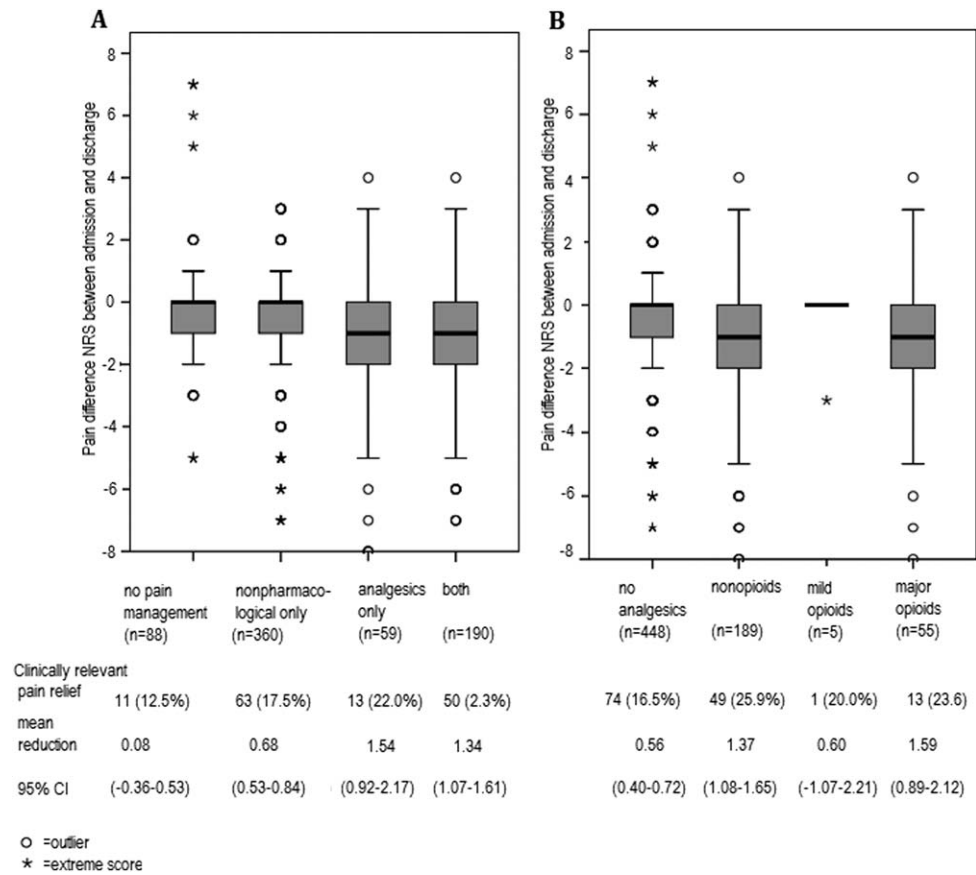 A
B
Pain difference NRS between admission and discharge
8
6
4
2
0
-2
-4
-6
-8
Pain difference NRS between admission and discharge
8
6
4
2
0
-2
-4
-6
-8
no pain management (n=88)
nonpharmaco-logical only (n=360)
analgesics only (n=59)
both (n=190)
no analgesics (n=448)
nonopioids (n=189)
mild opioids (n=5)
major opioids (n=55)
Clinically relevant
pain relief 11 (12.5%) 63 (17.5%) 13 (22.0%) 50 (2.3%) 74 (16.5%) 49 (25.9%) 1 (20.0%) 13 (23.6)
mean
reduction 0.08 0.68 1.54 1.34 0.56 1.37 0.60 1.59
95% CI (-0.36-0.53) (0.53-0.84) (0.92-2.17) (1.07-1.61) (0.40-0.72) (1.08-1.65) (-1.07-2.21) (0.89-2.12)
o =outlier
* =extreme score